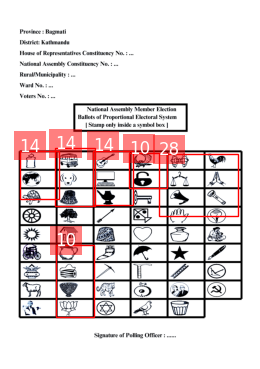 Province : Bagmati
District: Kathmandu
House of Representatives Constituency No. : ...
National Assembly Constituency No. : ...
Rural/Municipality : ...
Ward No. : ...
Voters No. : ...
National Assembly Member Election
Ballots of Proportional Electoral System
[ Stamp only inside a symbol box ]
14 14 14 10 28
10
Signature of Polling Officer : ......